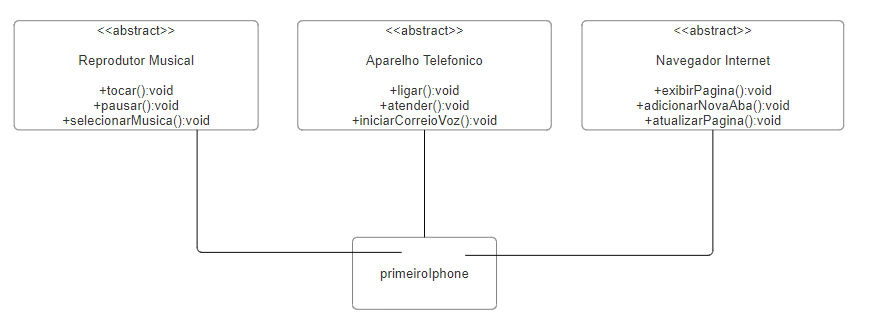 <<abstract>>
Reprodutor Musical
+tocar():void
+pausar():void
+selecionarMusica():void
<<abstract>>
Aparelho Telefonico
+ligar():void
+atender():void
+iniciarCorreioVoz():void
<<abstract>>
Navegador Internet
+exibirPagina():void
+adicionarNovaAba():void
+atualizarPagina():void
primeiroIphone